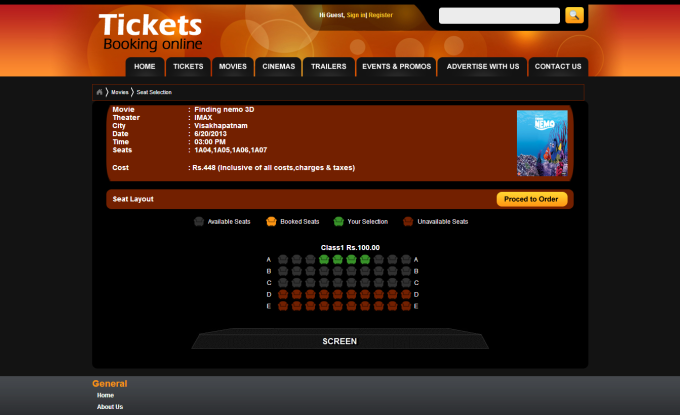 Tickets
Booking online
Hi Guest, Sign in| Register
HOME TICKETS MOVIES CINEMAS TRAILERS EVENTS & PROMOS ADVERTISE WITH US CONTACT US
Movies Seat Selection
Movie : Finding nemo 3D
Theater : IMAX
City : Visakhapatnam
Date : 6/20/2013
Time : 03:00 PM
Seats : 1A04,1A05,1A06,1A07
Cost : Rs.448 (Inclusive of all costs,charges & taxes)
NEMO
Seat Layout Proced to Order
Available Seats Booked Seats Your Selection Unavailable Seats
Class1 Rs.100.00
A A
B B
C C
D D
E E
SCREEN
General
Home
About Us